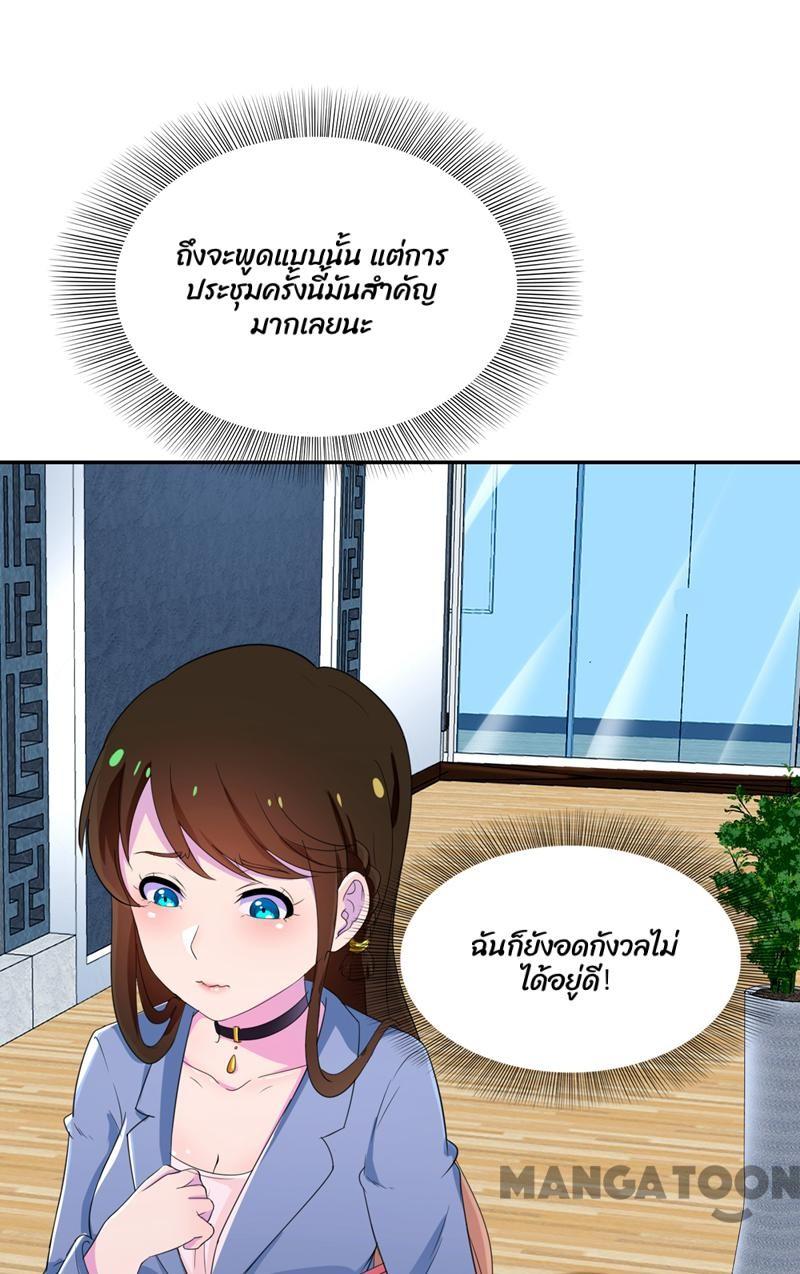 ถึงจะพูดแบบนั้น แต่การ
ประชุมครั้งนี้มันสำคัญ
มากเลยนะ
ฉันก็ยังอดกังวลไม่
ได้อยู่ดี!
MANGATOON